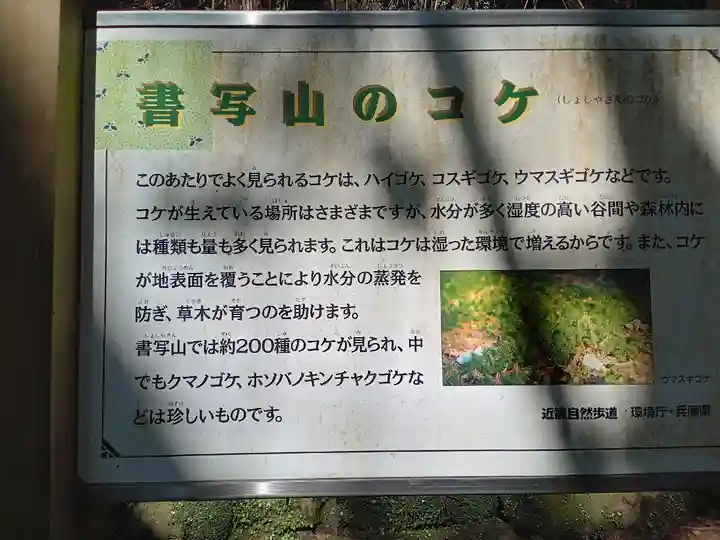 書写山のコケ
(しょしゃざんのコケ)
このあたりでよく見られるコケは、ハイゴケ、コスギゴケ、ウマスギゴケなどです。
コケが生えている場所はさまざまですが、水分が多く湿度の高い谷間や森林内に
は種類も量も多く見られます。これはコケは湿った環境で増えるからです。また、コケ
が地表面を覆うことにより水分の蒸発を
防ぎ、草木が育つのを助けます。
書写山では約200種のコケが見られ、中
でもクマノゴケ、ホソバノキンチャクゴケな
どは珍しいものです。
ウマスギゴケ
近畿自然歩道・環境庁・兵庫県